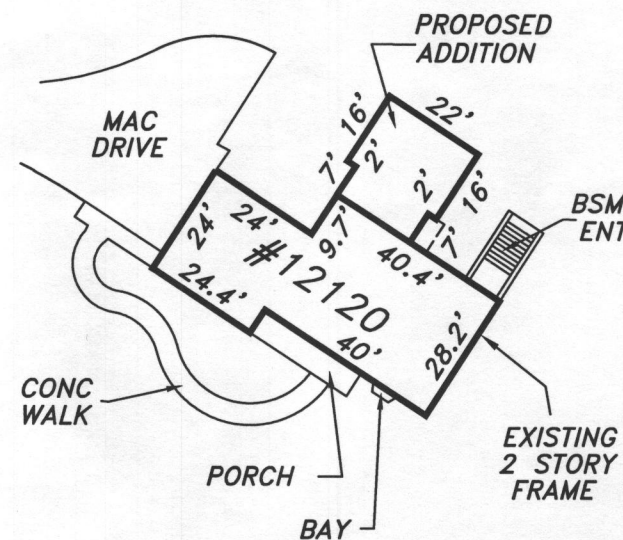 PROPOSED
ADDITION
22'
16'
2'
7'
2'
16'
7'
MAC
DRIVE
BSM
ENT
24'
24'
9.7'
40.4'
#12120
24.4'
40'
28.2'
CONC
WALK
PORCH
BAY
EXISTING
2 STORY
FRAME